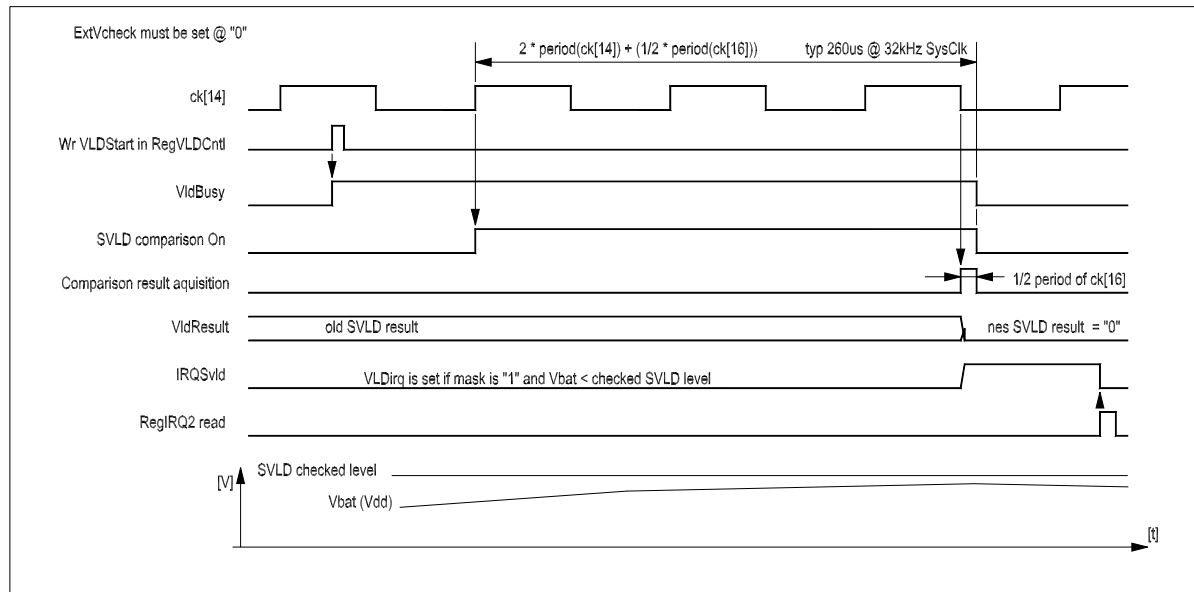 ExtVcheck must be set @ "0"
2 * period(ck[14]) + (1/2 * period(ck[16])) typ 260us @ 32kHz SysClk
ck[14]
Wr VLDStart in RegVLDCntl
VldBusy
SVLD comparison On
Comparison result aquisition
1/2 period of ck[16]
VldResult
old SVLD result
nes SVLD result = "0"
IRQSvld
VLDirq is set if mask is "1" and Vbat < checked SVLD level
RegIRQ2 read
SVLD checked level
[V]
Vbat (Vdd)
[t]